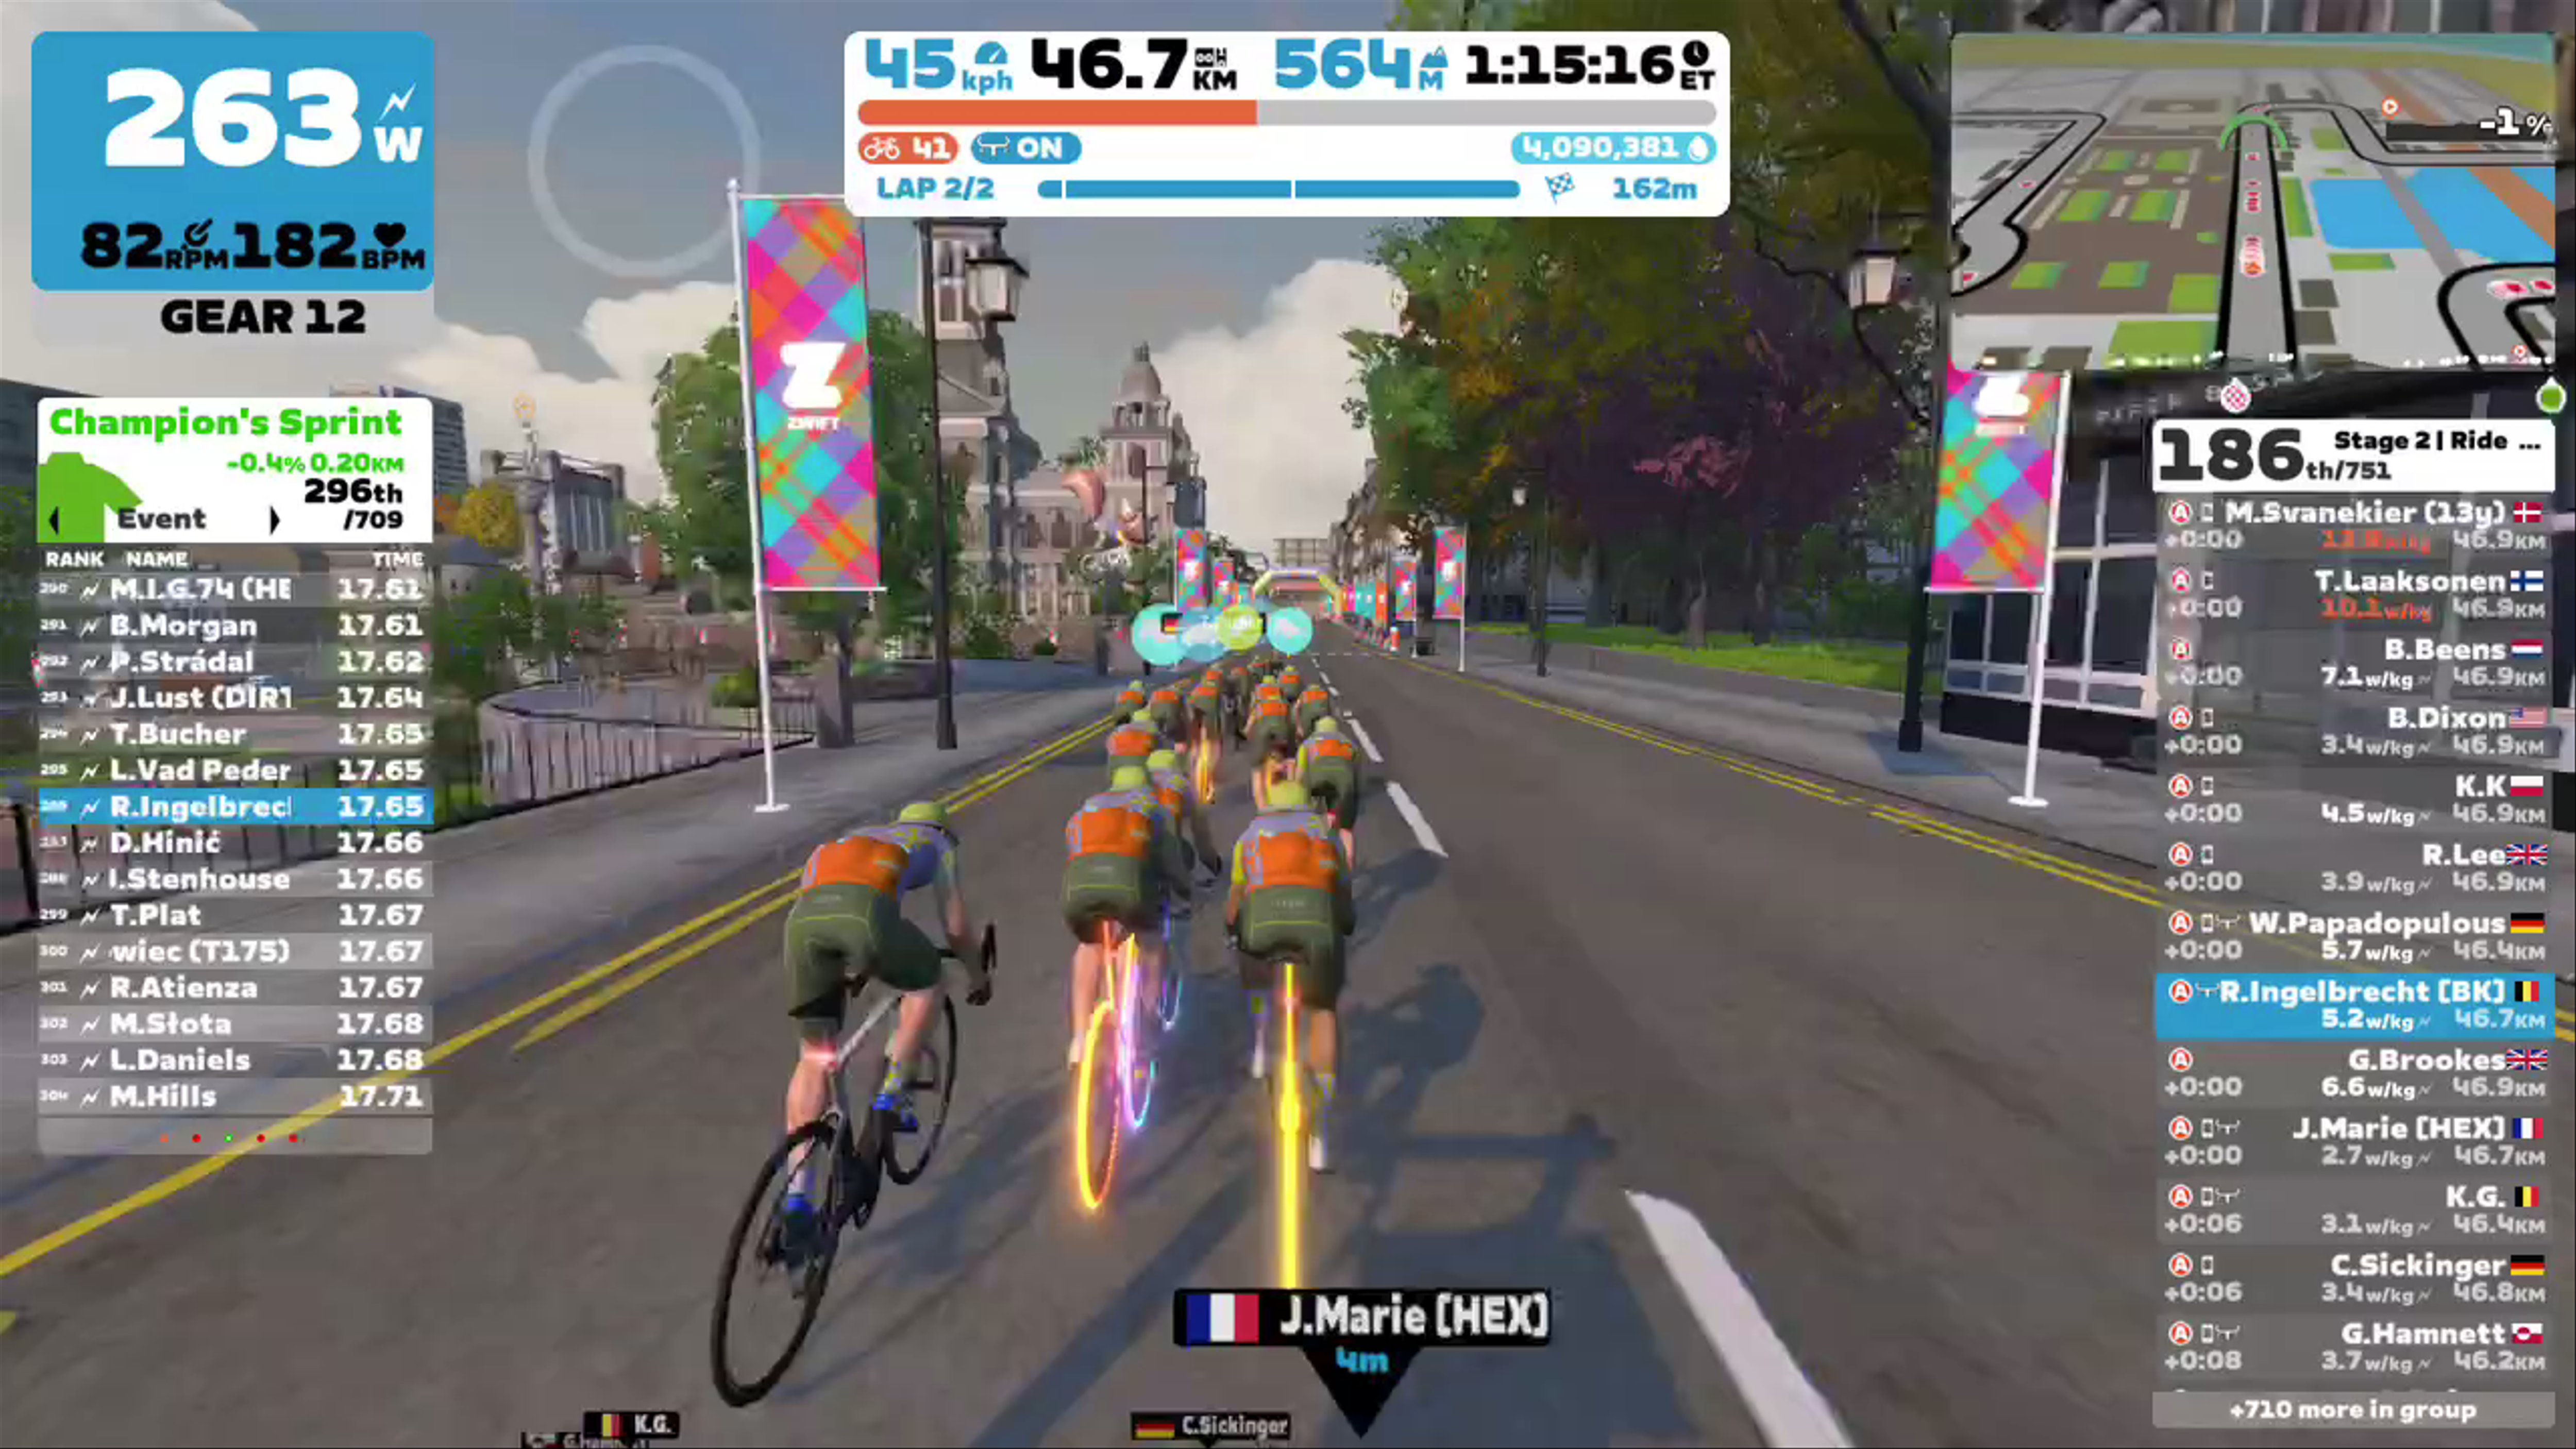 263 W
82 RPM 182 BPM
GEAR 12
45 kph 46.7 KM 564 M 1:15:16 ET
41 ON 4,090,381
LAP 2/2 162m
-1%
Champion's Sprint
-0.4% 0.20KM
296th
Event /709
RANK NAME TIME
290 M.I.G.74 (HE 17.61
291 B.Morgan 17.61
292 P.Strádal 17.62
293 J.Lust (DIRT 17.64
294 T.Bucher 17.65
295 L.Vad Peder 17.65
R.Ingelbrecl 17.65
D.Hinić 17.66
I.Stenhouse 17.66
299 T.Plat 17.67
300 wiec (T175) 17.67
301 R.Atienza 17.67
302 M.Słota 17.68
303 L.Daniels 17.68
304 M.Hills 17.71
ZWIFT
186th/751 Stage 2 | Ride ...
A M.Svanekier (13y)
+0:00 46.9KM
A T.Laaksonen
+0:00 10.1w/kg 46.9KM
A B.Beens
+0:00 7.1w/kg 46.9KM
A B.Dixon
+0:00 3.4w/kg 46.9KM
A K.K
+0:00 4.5w/kg 46.9KM
A R.Lee
+0:00 3.9w/kg 46.9KM
A W.Papadopulous
+0:00 5.7w/kg 46.4KM
A R.Ingelbrecht [BK]
5.2w/kg 46.7KM
A G.Brookes
+0:00 6.6w/kg 46.9KM
A J.Marie [HEX]
+0:00 2.7w/kg 46.7KM
A K.G.
+0:06 3.1w/kg 46.4KM
A C.Sickinger
+0:06 3.4w/kg 46.8KM
A G.Hamnett
+0:08 3.7w/kg 46.2KM
+710 more in group
J.Marie [HEX]
4m
K.G.
C.Sickinger